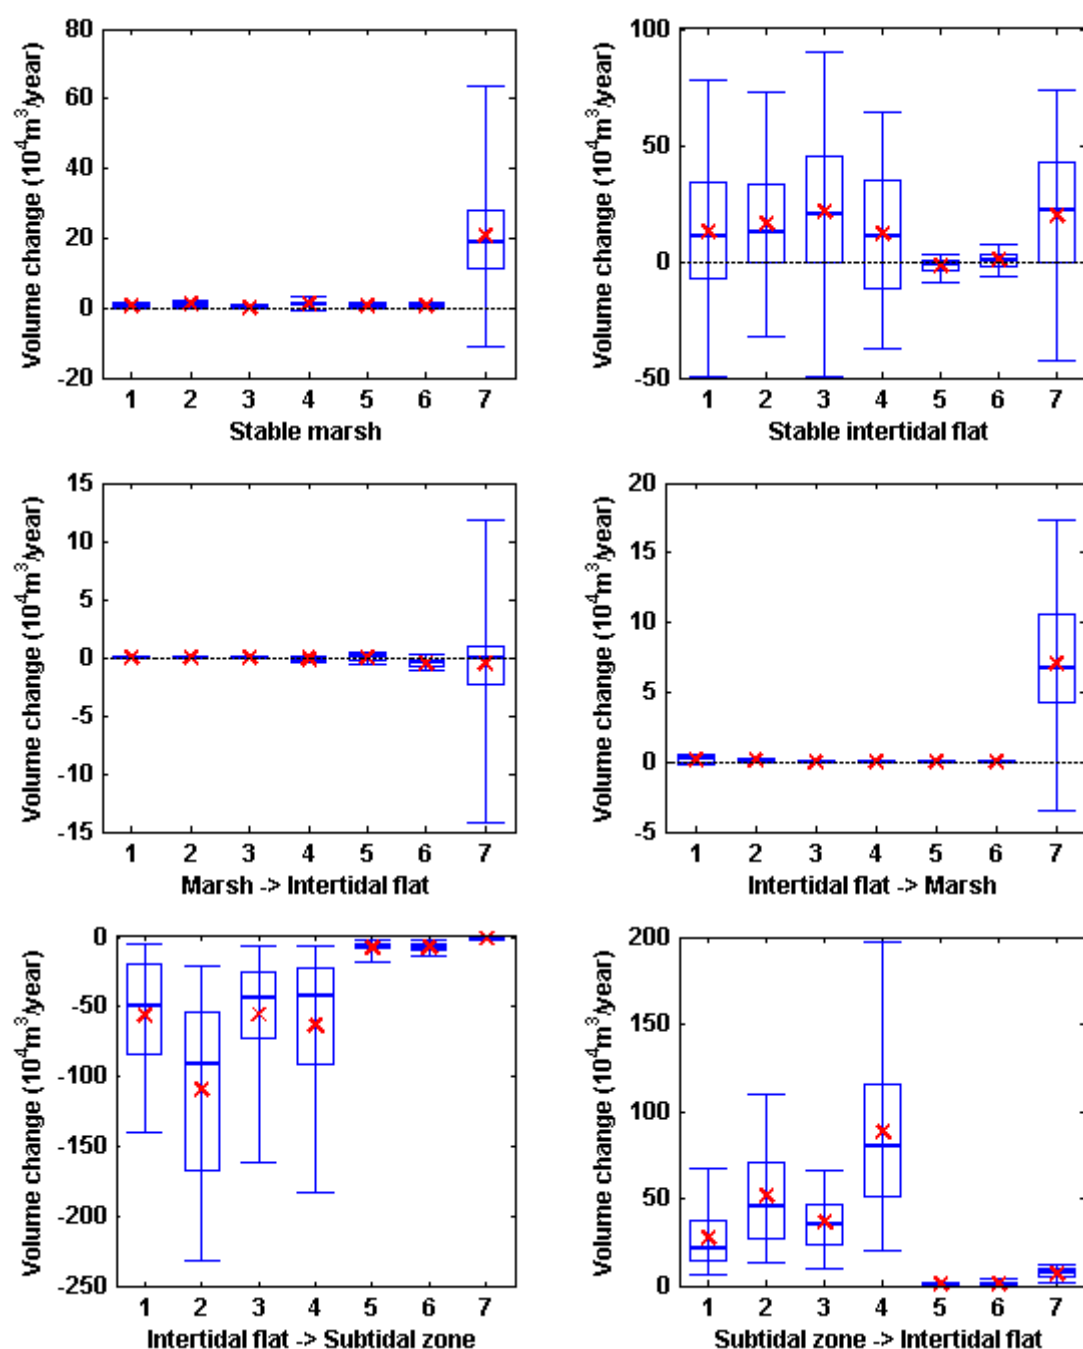 80
60
40
20
0
-20
Volume change (10⁴m³/year)
1 2 3 4 5 6 7
Stable marsh
100
50
0
-50
Volume change (10⁴m³/year)
1 2 3 4 5 6 7
Stable intertidal flat
15
10
5
0
-5
-10
-15
Volume change (10⁴m³/year)
1 2 3 4 5 6 7
Marsh -> Intertidal flat
20
15
10
5
0
-5
Volume change (10⁴m³/year)
1 2 3 4 5 6 7
Intertidal flat -> Marsh
0
-50
-100
-150
-200
-250
Volume change (10⁴m³/year)
1 2 3 4 5 6 7
Intertidal flat -> Subtidal zone
200
150
100
50
0
Volume change (10⁴m³/year)
1 2 3 4 5 6 7
Subtidal zone -> Intertidal flat